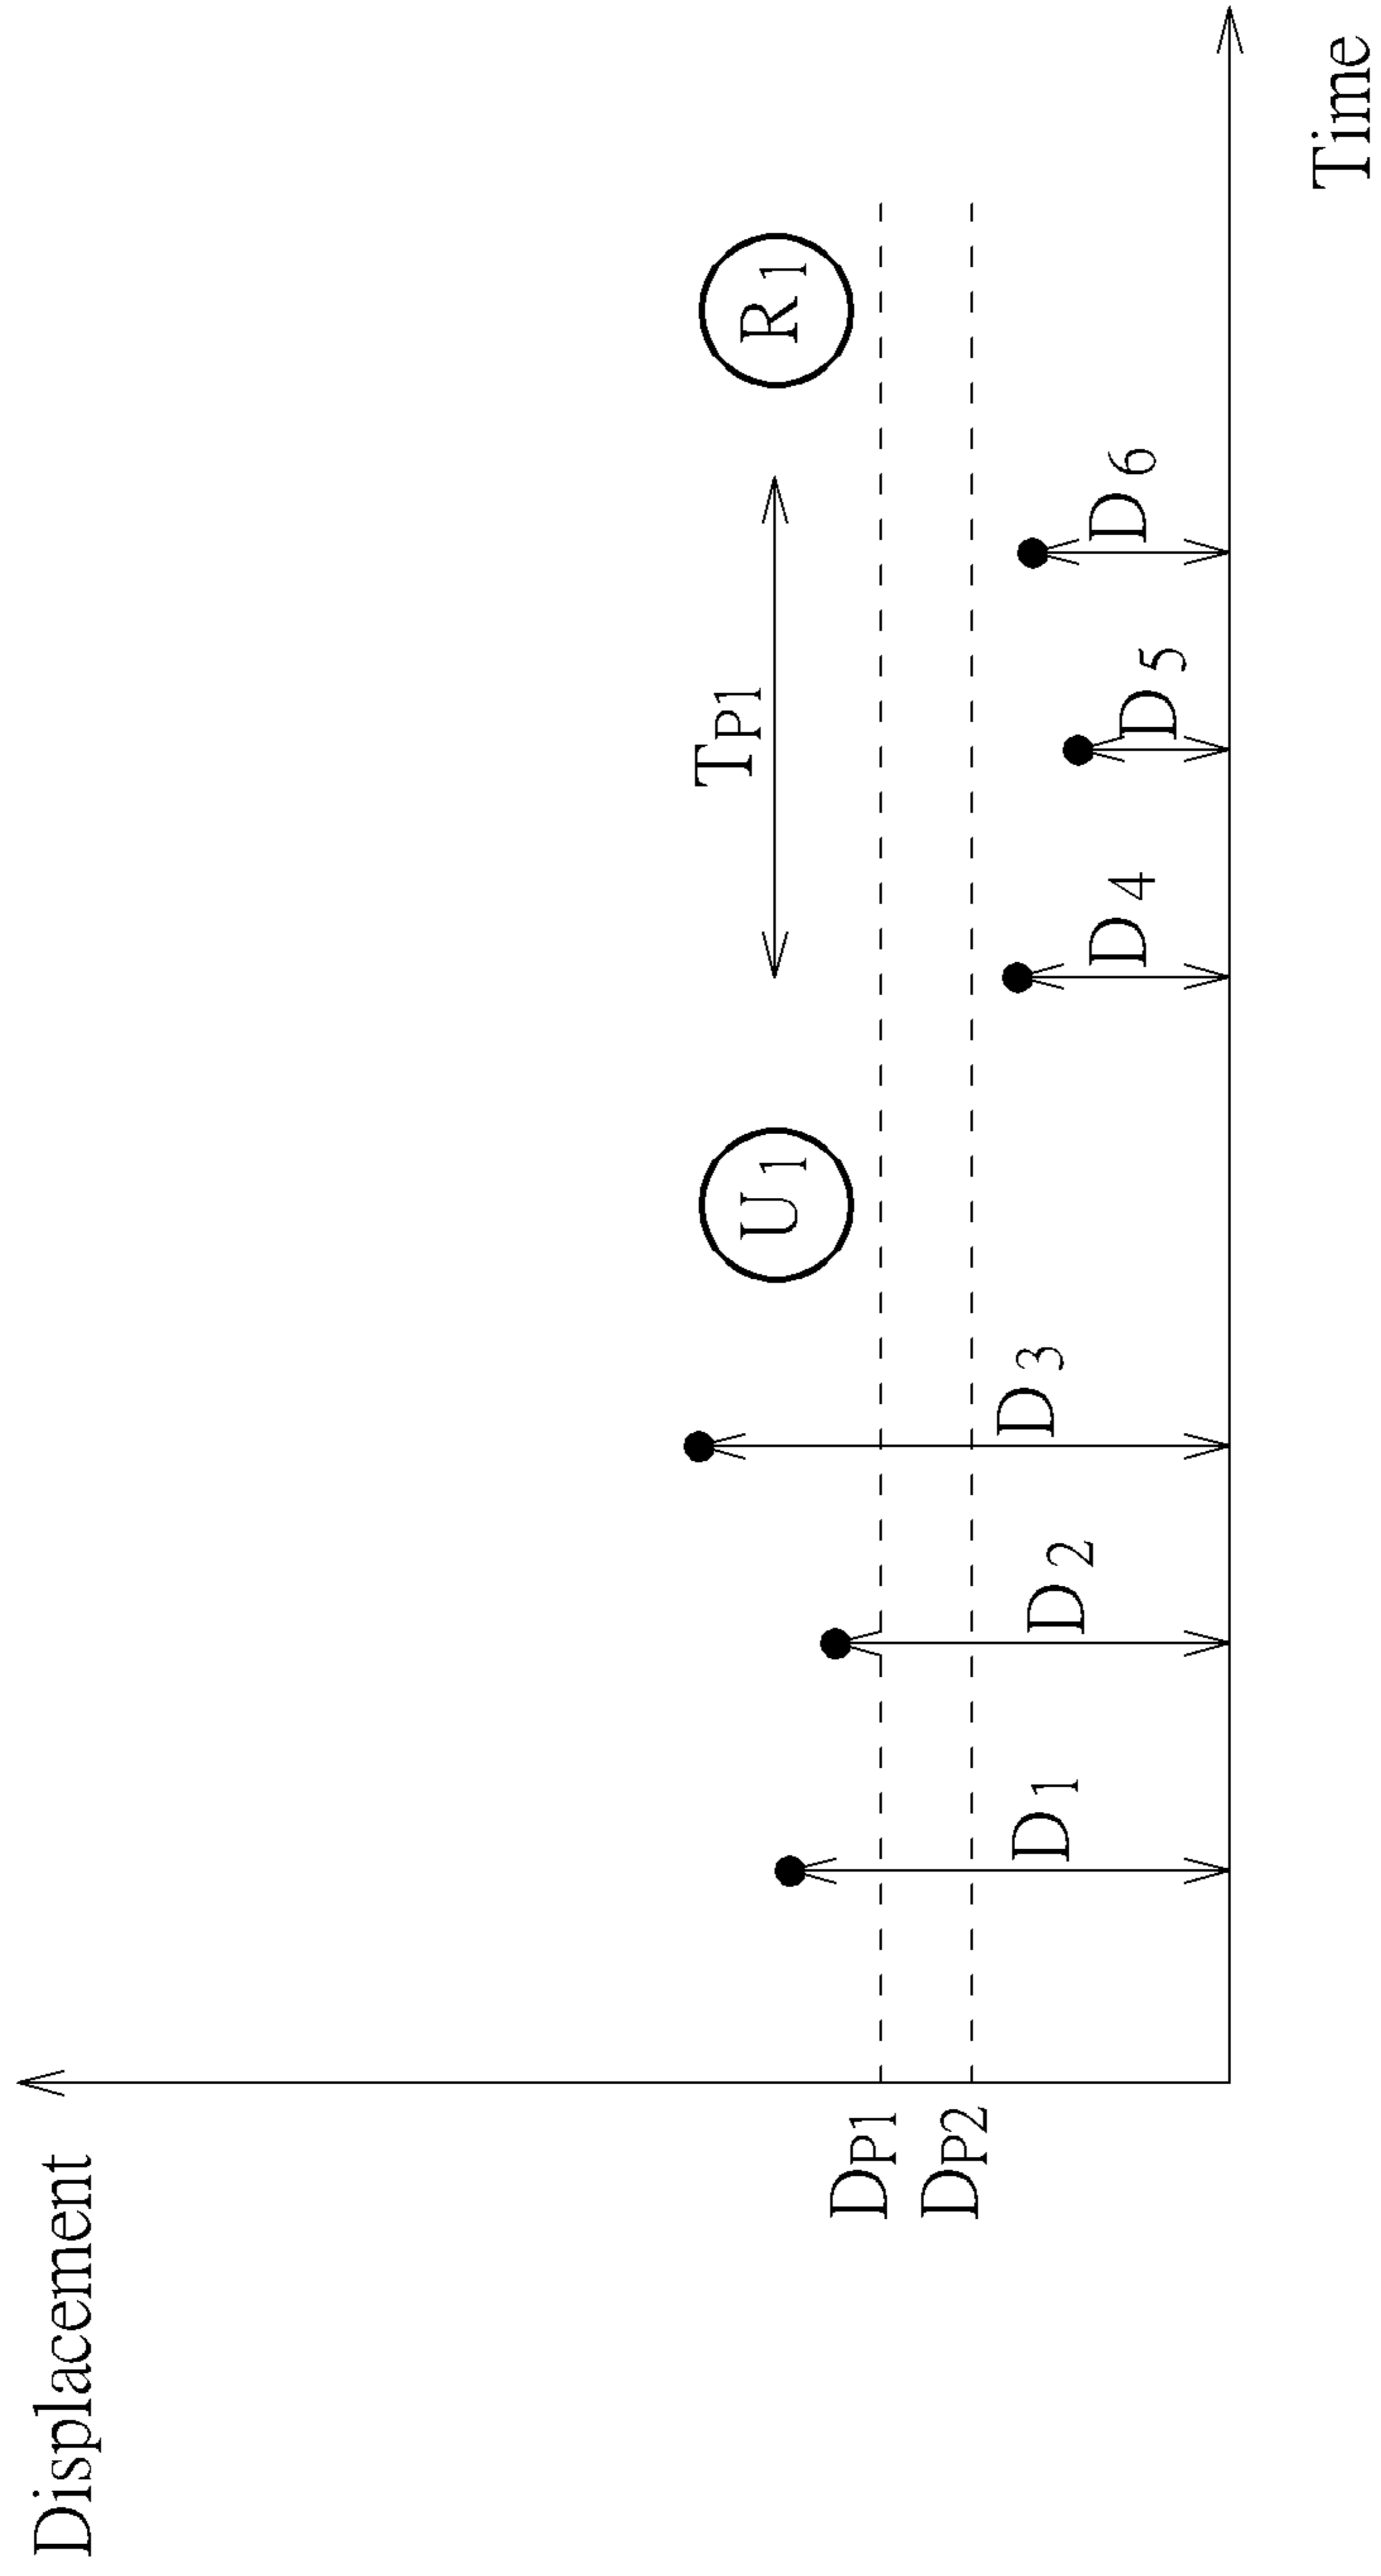 Displacement
DP1
DP2
D1
D2
D3
U1
D4
TP1
D5
D6
R1
Time